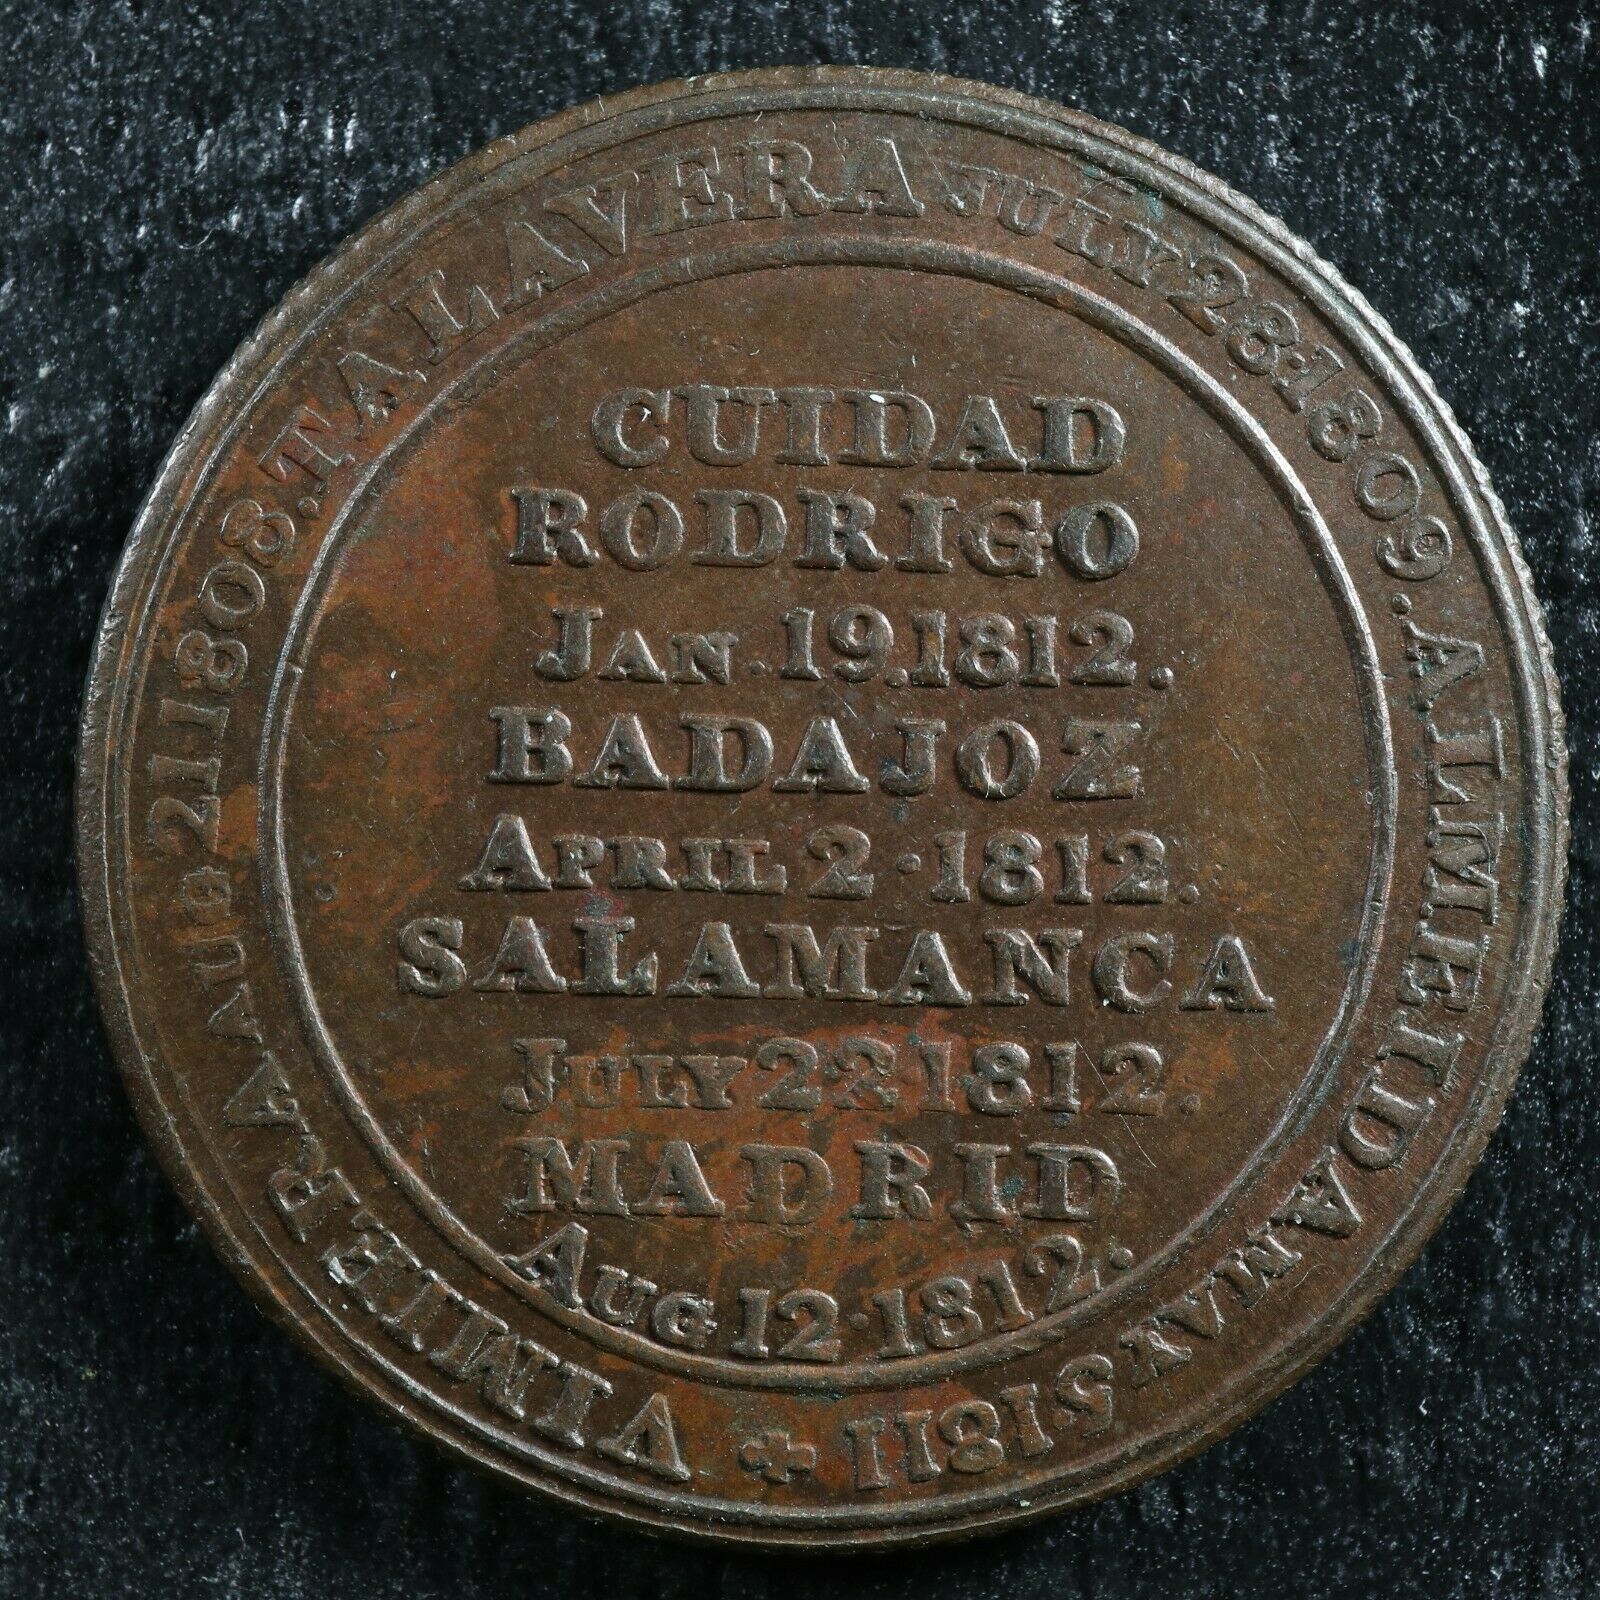 VIMIERA AUG 21 1808. TALAVERA JULY 28·1809. ALMEIDA MAY 5 1811
CUIDAD
RODRIGO
JAN. 19.1812.
BADAJOZ
APRIL 2·1812.
SALAMANCA
JULY 22 1812.
MADRID
AUG 12·1812.